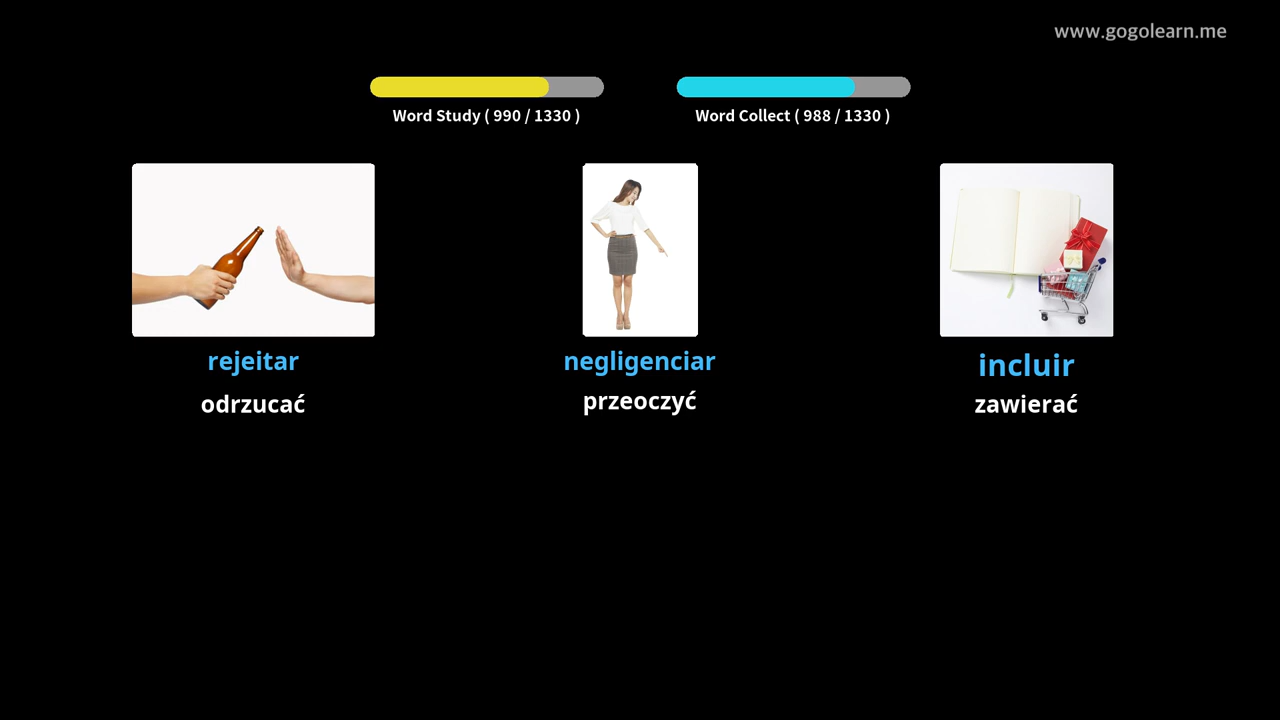 www.gogolearn.me
Word Study ( 990 / 1330 )
Word Collect ( 988 / 1330 )
rejeitar
odrzucać
negligenciar
przeoczyć
incluir
zawierać